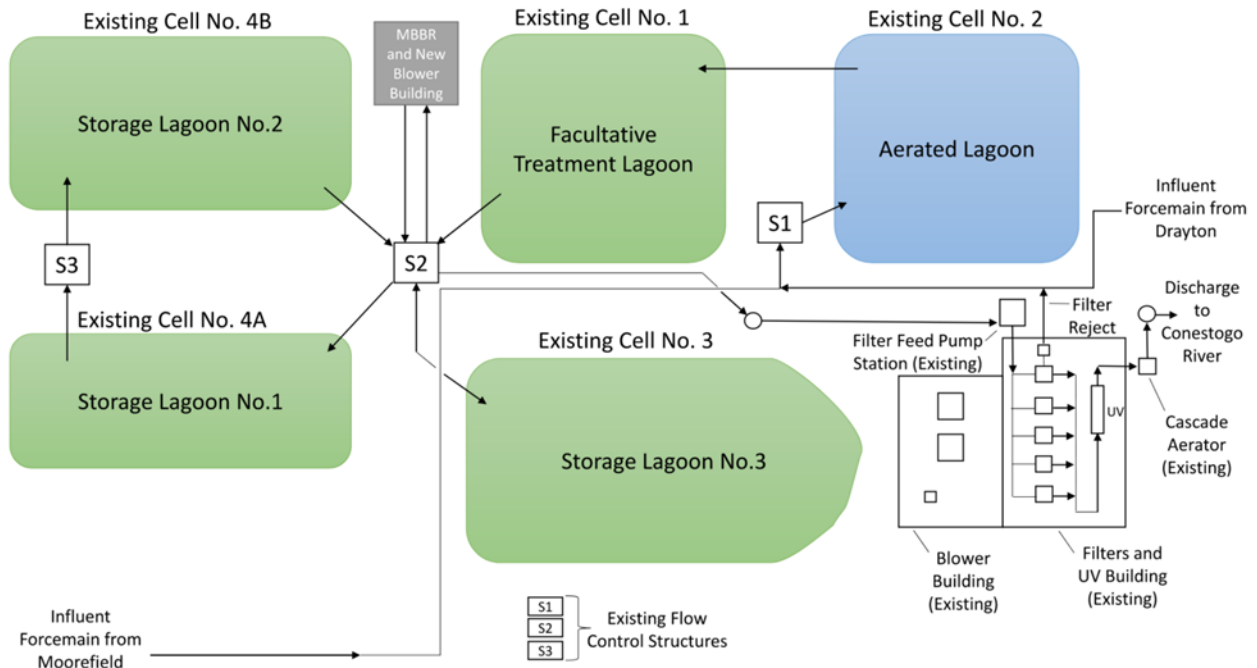 Existing Cell No. 4B
Storage Lagoon No.2
MBBR
and New
Blower
Building
Existing Cell No. 1
Facultative
Treatment Lagoon
Existing Cell No. 2
Aerated Lagoon
S1
Influent
Forcemain from
Drayton
S2
S3
Existing Cell No. 4A
Storage Lagoon No.1
Existing Cell No. 3
Storage Lagoon No.3
Filter Feed Pump
Station (Existing)
Filter
Reject
Discharge
to
Conestogo
River
UV
Cascade
Aerator
(Existing)
Blower
Building
(Existing)
Filters and
UV Building
(Existing)
Influent
Forcemain from
Moorefield
S1
S2
S3
Existing Flow
Control Structures